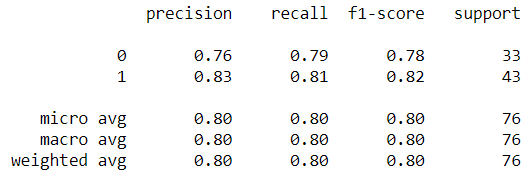 precision recall f1-score support
0 0.76 0.79 0.78 33
1 0.83 0.81 0.82 43
micro avg 0.80 0.80 0.80 76
macro avg 0.80 0.80 0.80 76
weighted avg 0.80 0.80 0.80 76